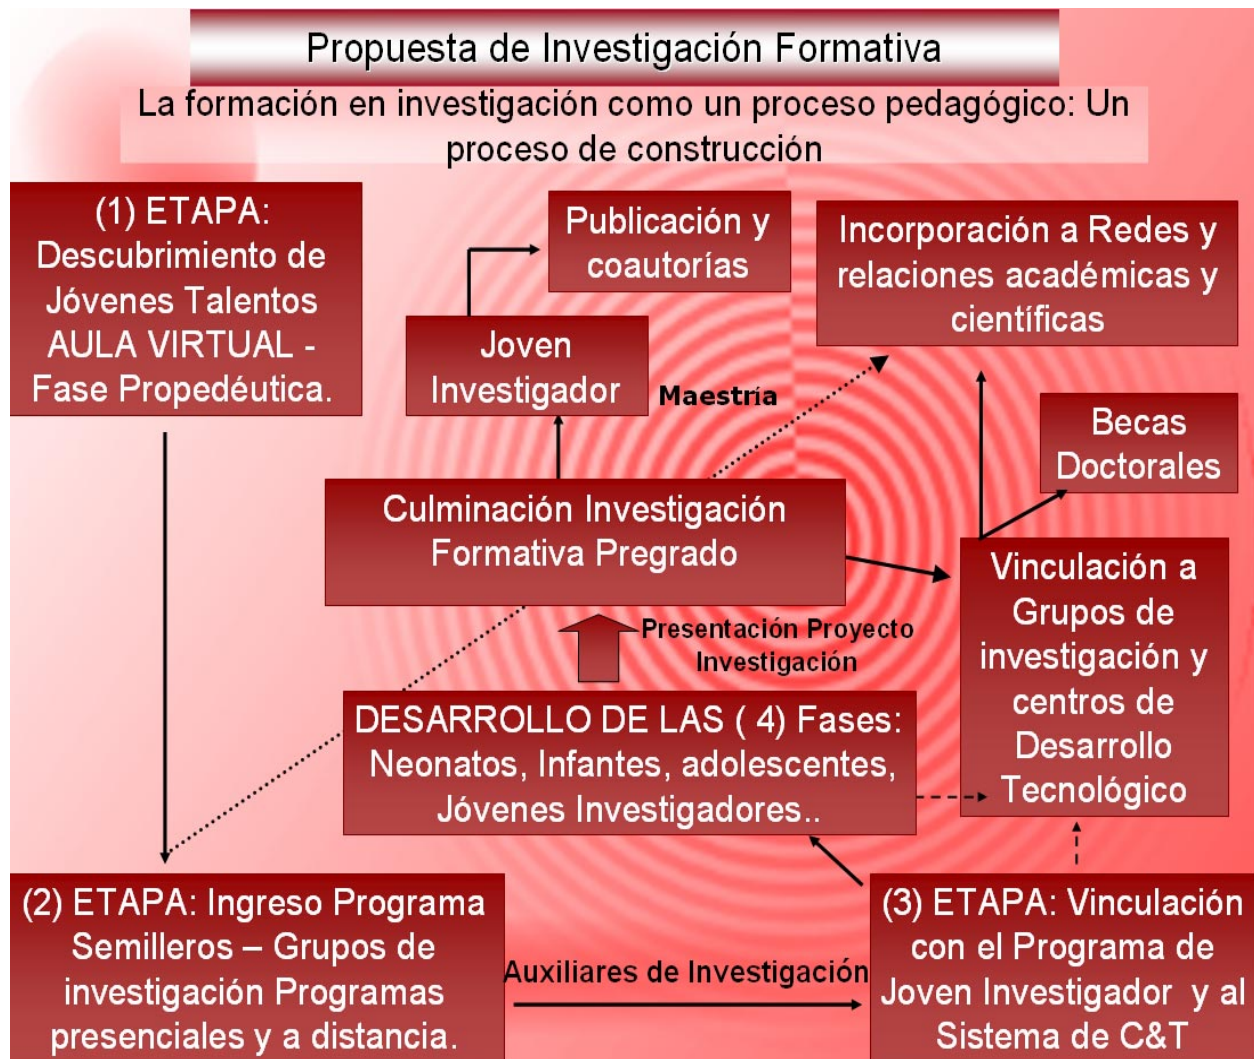 Propuesta de Investigación Formativa
La formación en investigación como un proceso pedagógico: Un
proceso de construcción
(1) ETAPA:
Descubrimiento de
Jóvenes Talentos
AULA VIRTUAL -
Fase Propedéutica.
Publicación y
coautorías
Incorporación a Redes y
relaciones académicas y
científicas
Joven
Investigador
Maestría
Becas
Doctorales
Culminación Investigación
Formativa Pregrado
Vinculación a
Grupos de
investigación y
centros de
Desarrollo
Tecnológico
Presentación Proyecto
Investigación
DESARROLLO DE LAS ( 4) Fases:
Neonatos, Infantes, adolescentes,
Jóvenes Investigadores..
(2) ETAPA: Ingreso Programa
Semilleros – Grupos de
investigación Programas
presenciales y a distancia.
Auxiliares de Investigación
(3) ETAPA: Vinculación
con el Programa de
Joven Investigador y al
Sistema de C&T